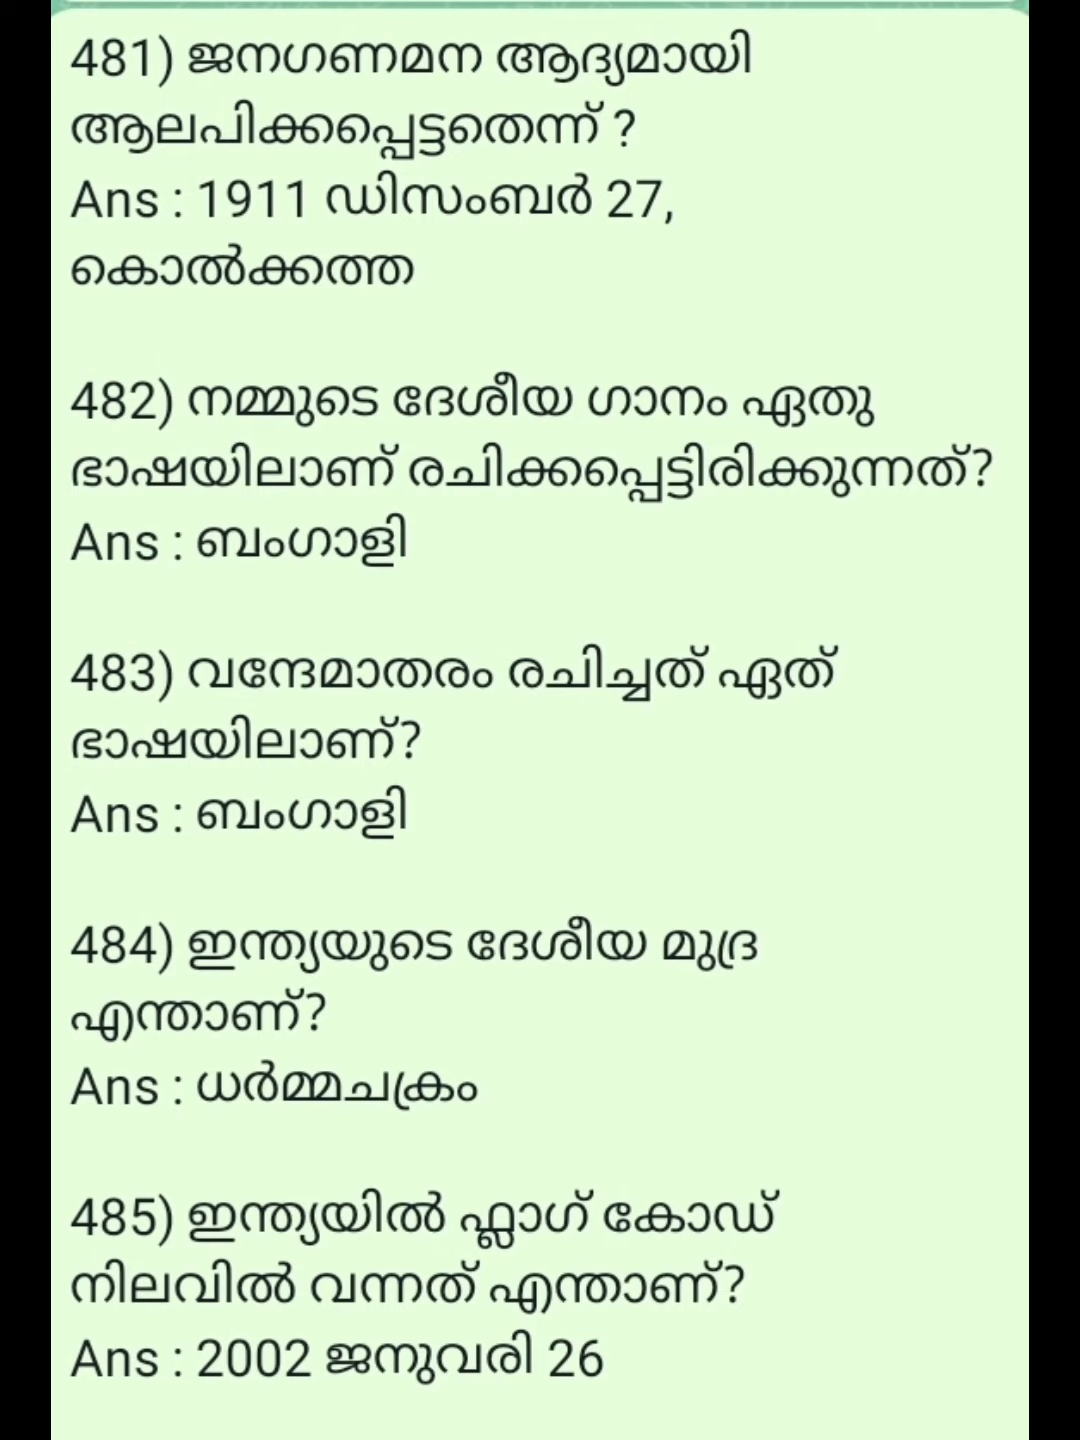 481) ജനഗണമന ആദ്യമായി
ആലപിക്കപ്പെട്ടതെന്ന് ?
Ans : 1911 ഡിസംബർ 27,
കൊൽക്കത്ത
482) നമ്മുടെ ദേശീയ ഗാനം ഏതു
ഭാഷയിലാണ് രചിക്കപ്പെട്ടിരിക്കുന്നത്?
Ans : ബംഗാളി
483) വന്ദേമാതരം രചിച്ചത് ഏത്
ഭാഷയിലാണ്?
Ans : ബംഗാളി
484) ഇന്ത്യയുടെ ദേശീയ മുദ്ര
എന്താണ്?
Ans : ധർമ്മചക്രം
485) ഇന്ത്യയിൽ ഫ്ലാഗ് കോഡ്
നിലവിൽ വന്നത് എന്താണ്?
Ans : 2002 ജനുവരി 26